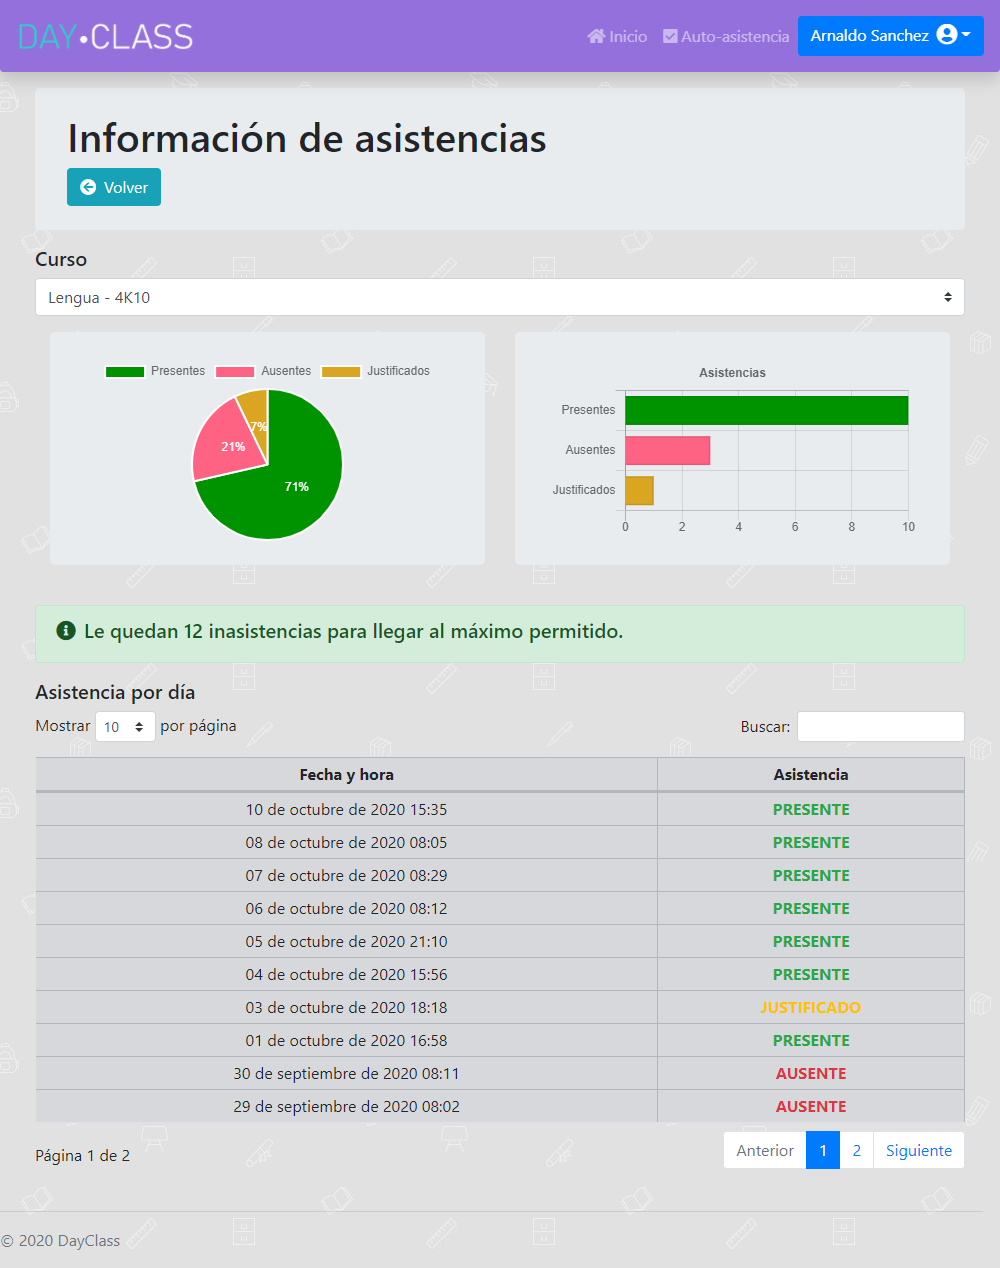 DAY•CLASS
Inicio
Auto-asistencia
Arnaldo Sanchez
Información de asistencias
Volver
Curso
Lengua - 4K10
Presentes Ausentes Justificados
7%
21%
71%
Asistencias
Presentes
Ausentes
Justificados
0 2 4 6 8 10
Le quedan 12 inasistencias para llegar al máximo permitido.
Asistencia por día
Mostrar 10 por página
Buscar:
Fecha y hora Asistencia
10 de octubre de 2020 15:35 PRESENTE
08 de octubre de 2020 08:05 PRESENTE
07 de octubre de 2020 08:29 PRESENTE
06 de octubre de 2020 08:12 PRESENTE
05 de octubre de 2020 21:10 PRESENTE
04 de octubre de 2020 15:56 PRESENTE
03 de octubre de 2020 18:18 JUSTIFICADO
01 de octubre de 2020 16:58 PRESENTE
30 de septiembre de 2020 08:11 AUSENTE
29 de septiembre de 2020 08:02 AUSENTE
Página 1 de 2
Anterior 1 2 Siguiente
© 2020 DayClass